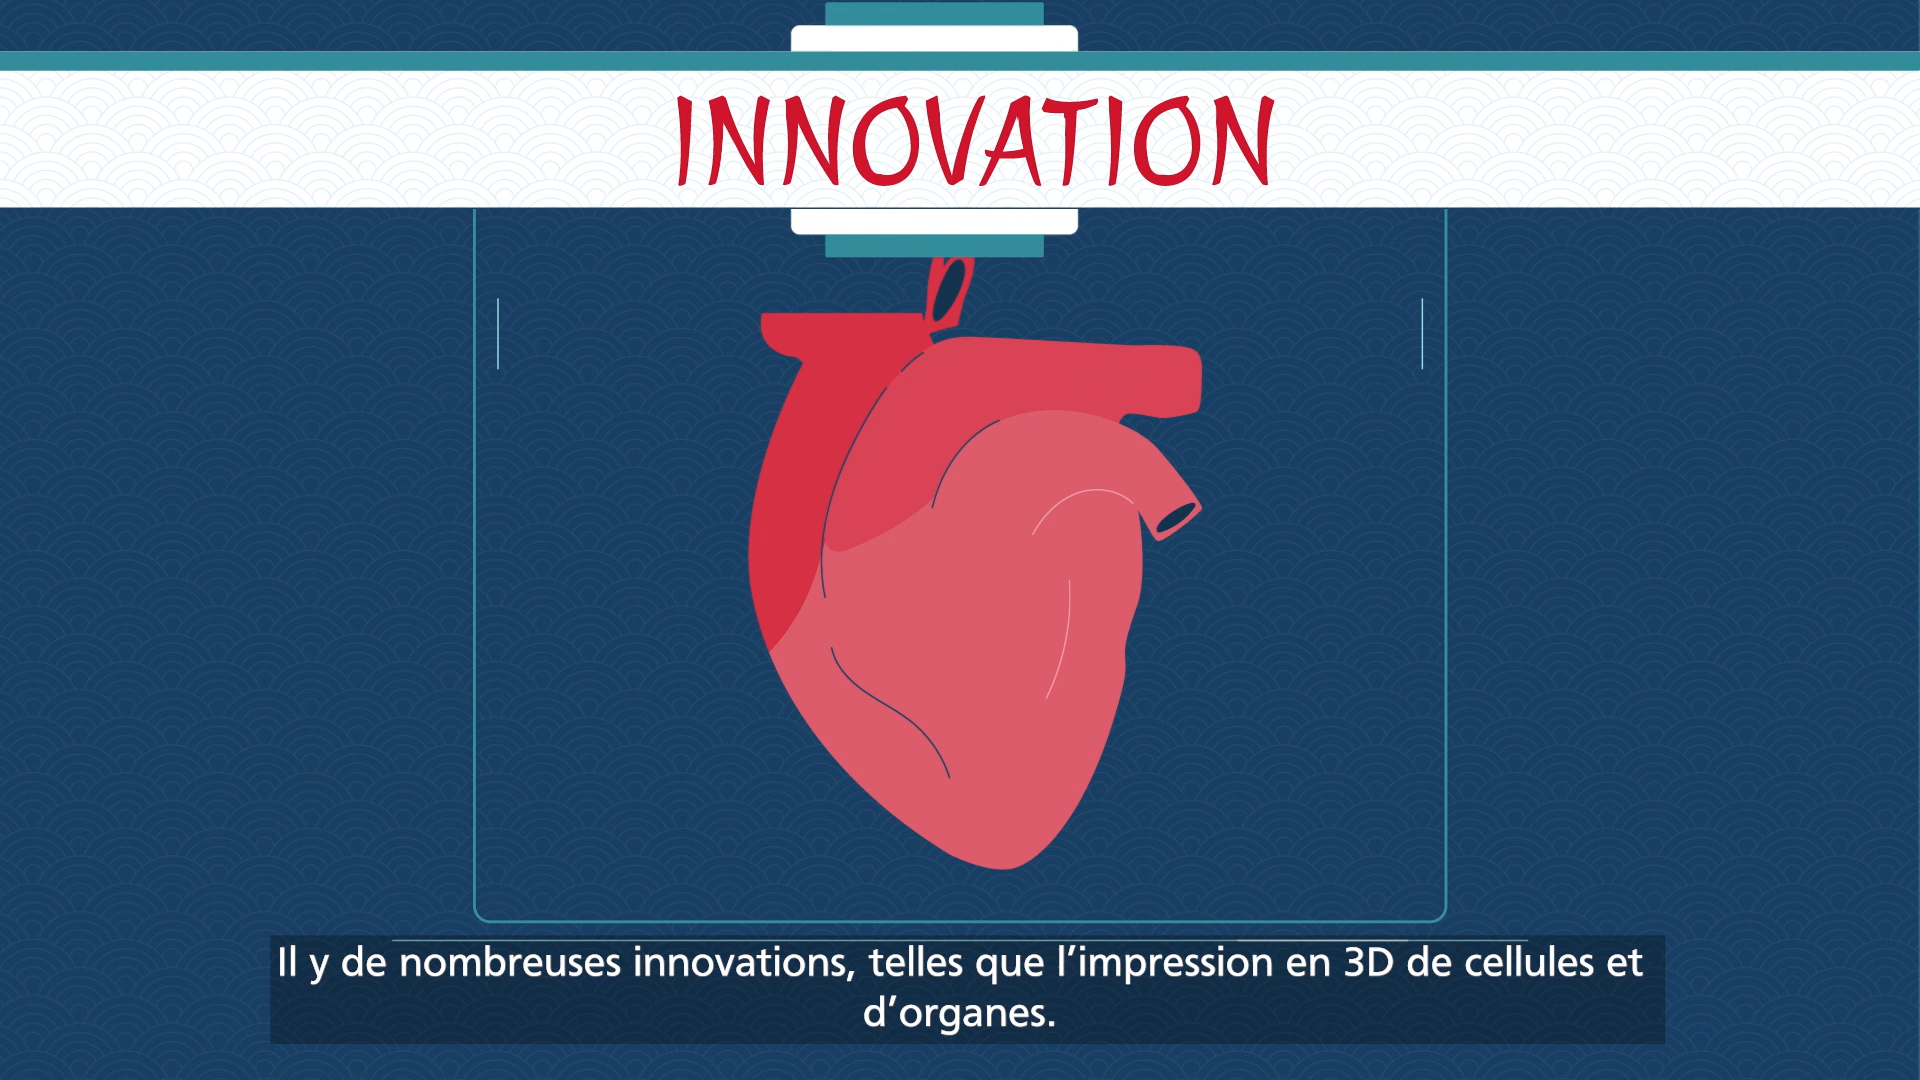 INNOVATION
Il y de nombreuses innovations, telles que l’impression en 3D de cellules et
d’organes.